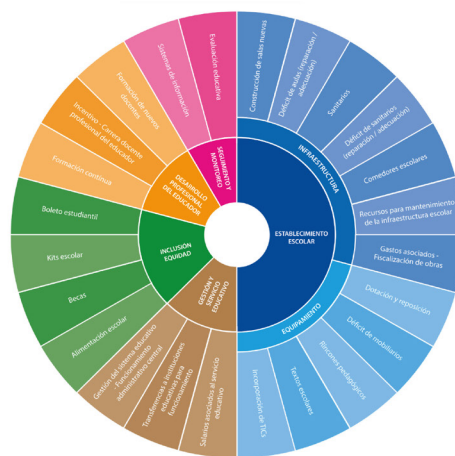 Construcción de salas nuevas
Déficit de aulas (reparación /
adecuación)
Sanitarios
Déficit de sanitarios
(reparación / adecuación)
Comedores escolares
Recursos para mantenimiento
de la infraestructura escolar
Gastos asociados -
Fiscalización de obras
Dotación y reposición
Déficit de mobiliarios
Rincones pedagógicos
Textos escolares
Incorporación de TICs
Salarios asociados al servicio
educativo
Transferencias a instituciones
educativas para
funcionamiento
Gestión del sistema educativo
- Funcionamiento
administrativo central
Alimentación escolar
Becas
Kits escolar
Boleto estudiantil
Formación continua
Incentivo - Carrera docente
profesional del educador
Formación de nuevos
docentes
Sistemas de información
Evaluación educativa
INFRAESTRUCTURA
EQUIPAMIENTO
ESTABLECIMIENTO
ESCOLAR
GESTIÓN Y
SERVICIO
EDUCATIVO
INCLUSIÓN
EQUIDAD
DESARROLLO
PROFESIONAL
DEL EDUCADOR
SEGUIMIENTO Y
MONITOREO